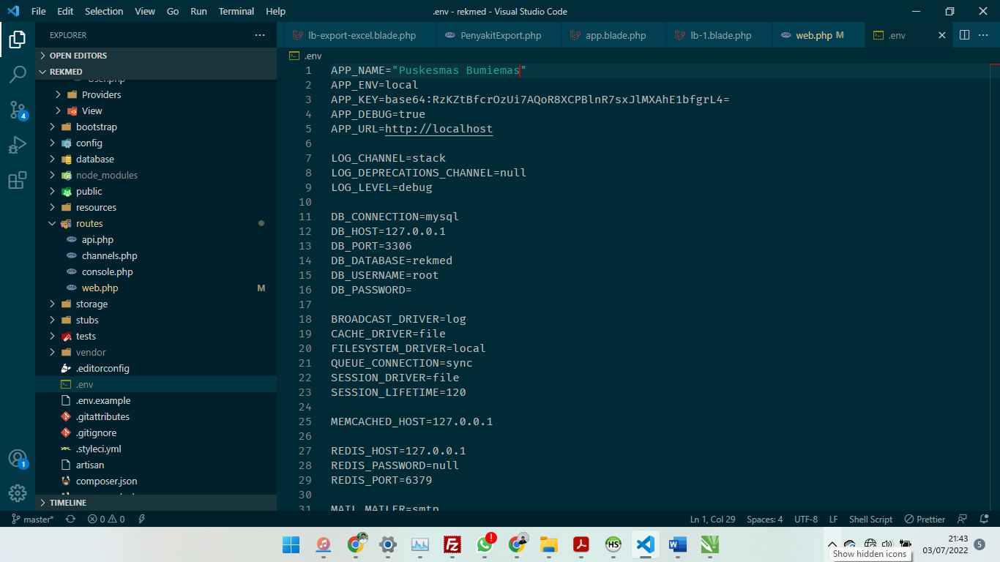 File Edit Selection View Go Run Terminal Help .env - rekmed - Visual Studio Code
EXPLORER
OPEN EDITORS
REKMED
User.php
Providers
View
bootstrap
config
database
node_modules
public
resources
routes
api.php
channels.php
console.php
web.php M
storage
stubs
tests
vendor
.editorconfig
.env
.env.example
.gitattributes
.gitignore
.styleci.yml
artisan
composer.json
TIMELINE
4
1
lb-export-excel.blade.php PenyakitExport.php app.blade.php lb-1.blade.php web.php M .env
.env
1 APP_NAME="Puskesmas Bumiemas"
2 APP_ENV=local
3 APP_KEY=base64:RzKZtBfcrOzUi7AQoR8XCPBlnR7sxJlMXAhE1bfgrL4=
4 APP_DEBUG=true
5 APP_URL=http://localhost
6
7 LOG_CHANNEL=stack
8 LOG_DEPRECATIONS_CHANNEL=null
9 LOG_LEVEL=debug
10
11 DB_CONNECTION=mysql
12 DB_HOST=127.0.0.1
13 DB_PORT=3306
14 DB_DATABASE=rekmed
15 DB_USERNAME=root
16 DB_PASSWORD=
17
18 BROADCAST_DRIVER=log
19 CACHE_DRIVER=file
20 FILESYSTEM_DRIVER=local
21 QUEUE_CONNECTION=sync
22 SESSION_DRIVER=file
23 SESSION_LIFETIME=120
24
25 MEMCACHED_HOST=127.0.0.1
26
27 REDIS_HOST=127.0.0.1
28 REDIS_PASSWORD=null
29 REDIS_PORT=6379
30
31 MAIL_MAILER=smtp
master* 0 0 Ln 1, Col 29 Spaces: 4 UTF-8 LF Shell Script Prettier
HS
21:43
03/07/2022
5
Show hidden icons